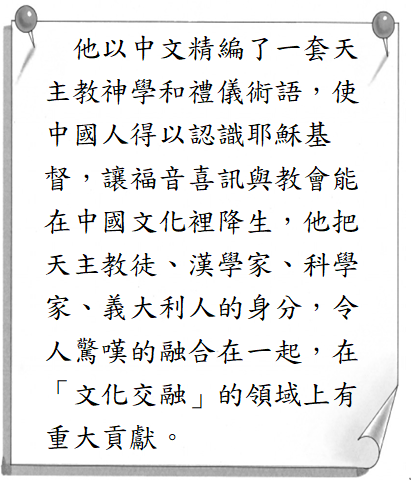 他以中文精編了一套天
主教神學和禮儀術語，使
中國人得以認識耶穌基
督，讓福音喜訊與教會能
在中國文化裡降生，他把
天主教徒、漢學家、科學
家、義大利人的身分，令
人驚嘆的融合在一起，在
「文化交融」的領域上有
重大貢獻。